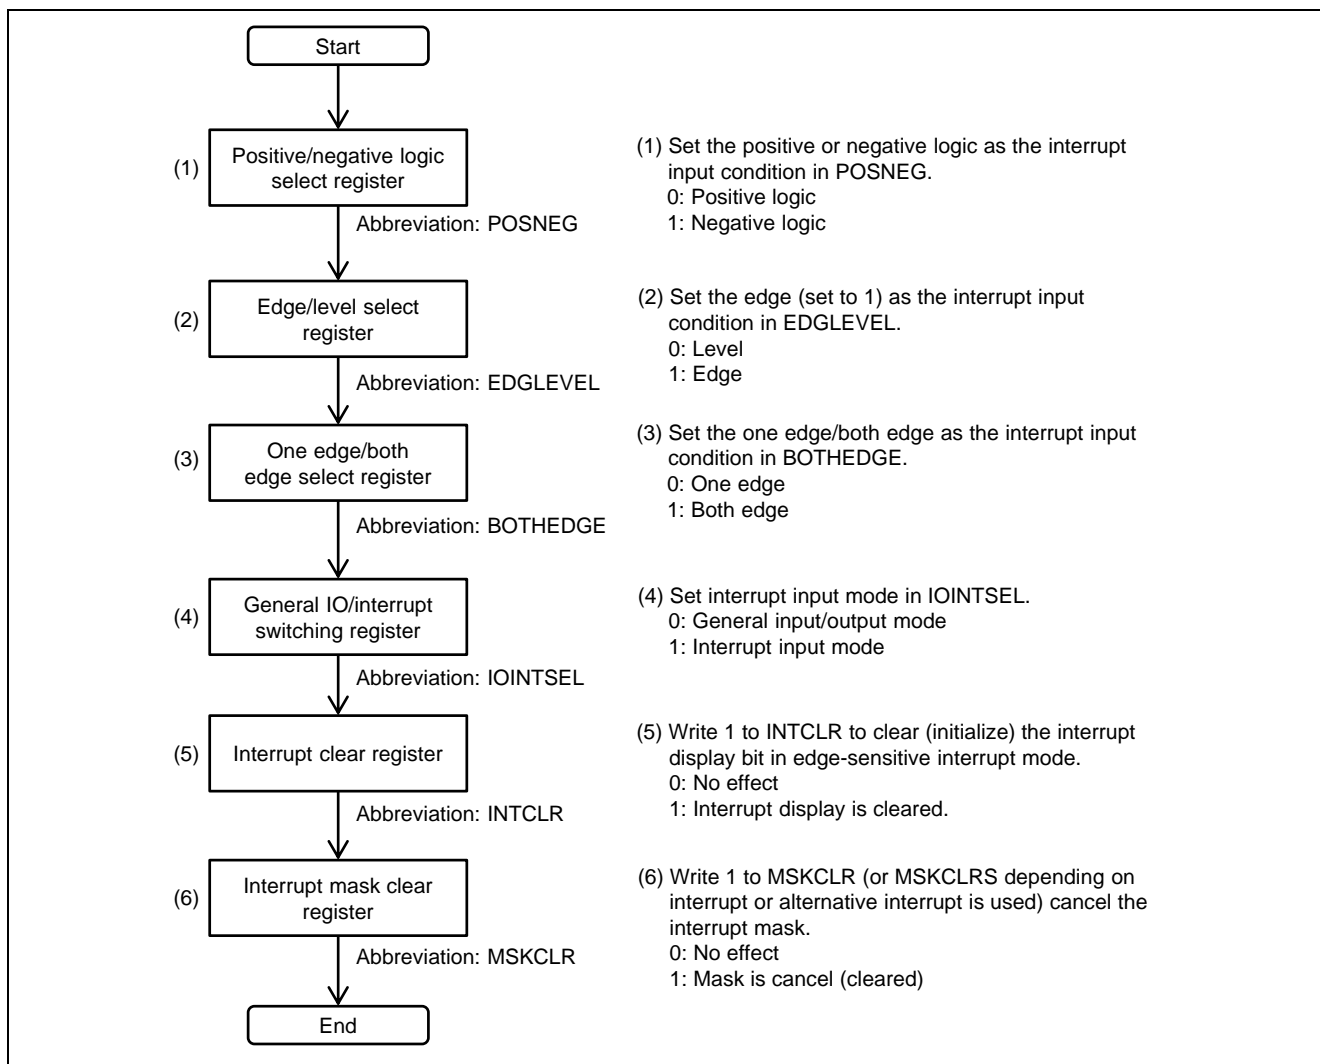 Start
(1)
Positive/negative logic
select register
Abbreviation: POSNEG
(1) Set the positive or negative logic as the interrupt
input condition in POSNEG.
0: Positive logic
1: Negative logic
(2)
Edge/level select
register
Abbreviation: EDGLEVEL
(2) Set the edge (set to 1) as the interrupt input
condition in EDGLEVEL.
0: Level
1: Edge
(3)
One edge/both
edge select register
Abbreviation: BOTHEDGE
(3) Set the one edge/both edge as the interrupt input
condition in BOTHEDGE.
0: One edge
1: Both edge
(4)
General IO/interrupt
switching register
Abbreviation: IOINTSEL
(4) Set interrupt input mode in IOINTSEL.
0: General input/output mode
1: Interrupt input mode
(5)
Interrupt clear register
Abbreviation: INTCLR
(5) Write 1 to INTCLR to clear (initialize) the interrupt
display bit in edge-sensitive interrupt mode.
0: No effect
1: Interrupt display is cleared.
(6)
Interrupt mask clear
register
Abbreviation: MSKCLR
(6) Write 1 to MSKCLR (or MSKCLRS depending on
interrupt or alternative interrupt is used) cancel the
interrupt mask.
0: No effect
1: Mask is cancel (cleared)
End